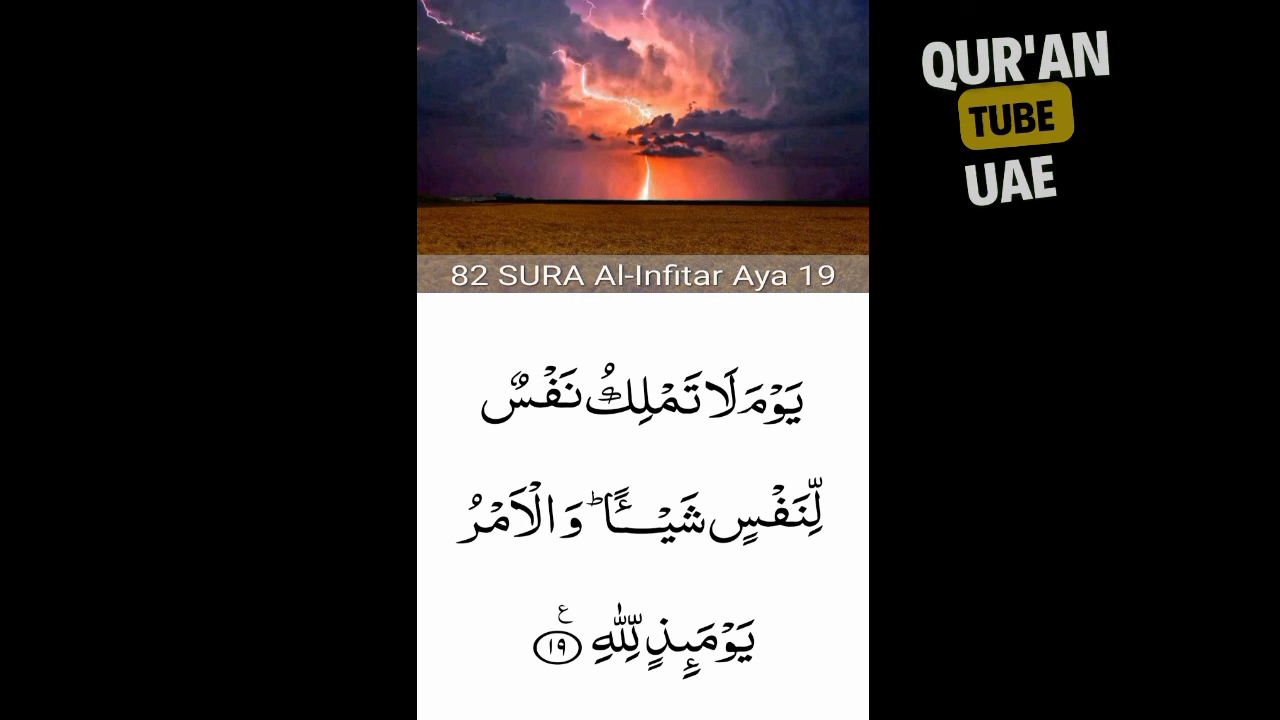 QUR'AN
TUBE
UAE
82 SURA Al-Infitar Aya 19
يَوْمَ لَا تَمْلِكُ نَفْسٌ
لِّنَفْسٍ شَيْـًٔا ؕ وَالْاَمْرُ
يَوْمَىِٕذٍ لِّلّٰهِ ۱۹ ع